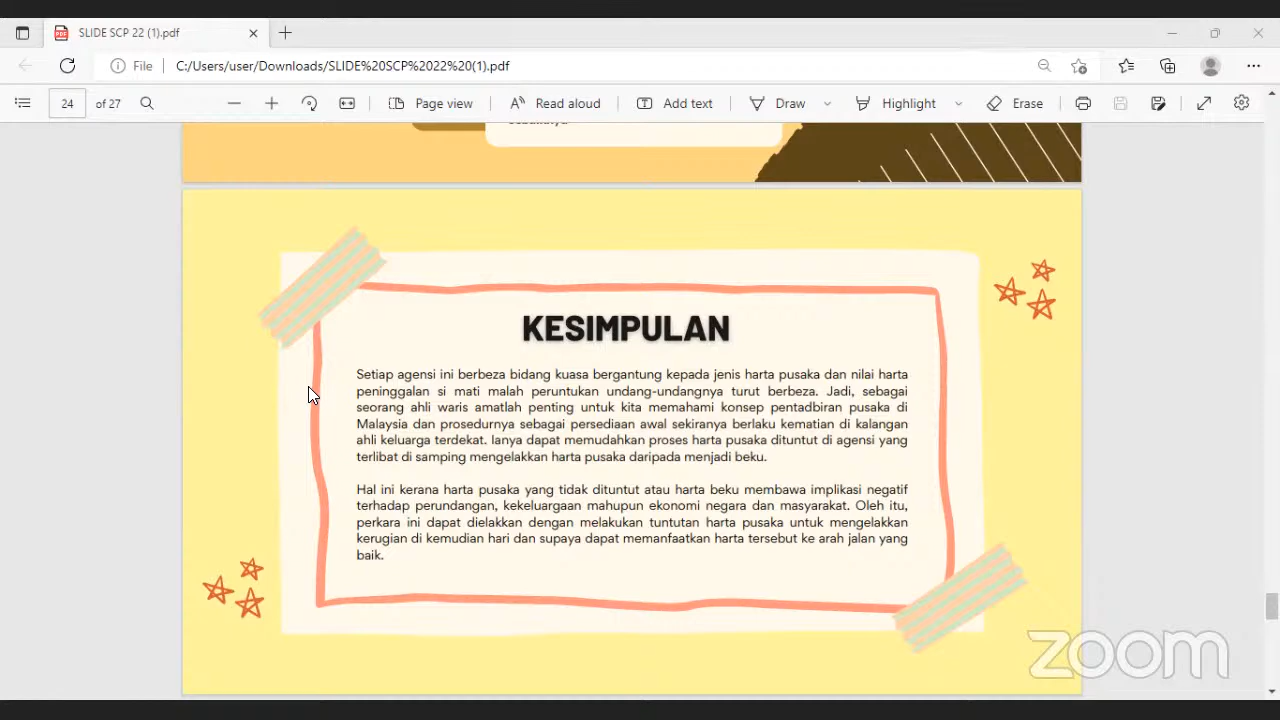 SLIDE SCP 22 (1).pdf
File
C:/Users/user/Downloads/SLIDE%20SCP%2022%20(1).pdf
24 of 27
Page view
Read aloud
Add text
Draw
Highlight
Erase
KESIMPULAN
Setiap agensi ini berbeza bidang kuasa bergantung kepada jenis harta pusaka dan nilai harta
peninggalan si mati malah peruntukan undang-undangnya turut berbeza. Jadi, sebagai
seorang ahli waris amatlah penting untuk kita memahami konsep pentadbiran pusaka di
Malaysia dan prosedurnya sebagai persediaan awal sekiranya berlaku kematian di kalangan
ahli keluarga terdekat. Ianya dapat memudahkan proses harta pusaka dituntut di agensi yang
terlibat di samping mengelakkan harta pusaka daripada menjadi beku.
Hal ini kerana harta pusaka yang tidak dituntut atau harta beku membawa implikasi negatif
terhadap perundangan, kekeluargaan mahupun ekonomi negara dan masyarakat. Oleh itu,
perkara ini dapat dielakkan dengan melakukan tuntutan harta pusaka untuk mengelakkan
kerugian di kemudian hari dan supaya dapat memanfaatkan harta tersebut ke arah jalan yang
baik.
zoom